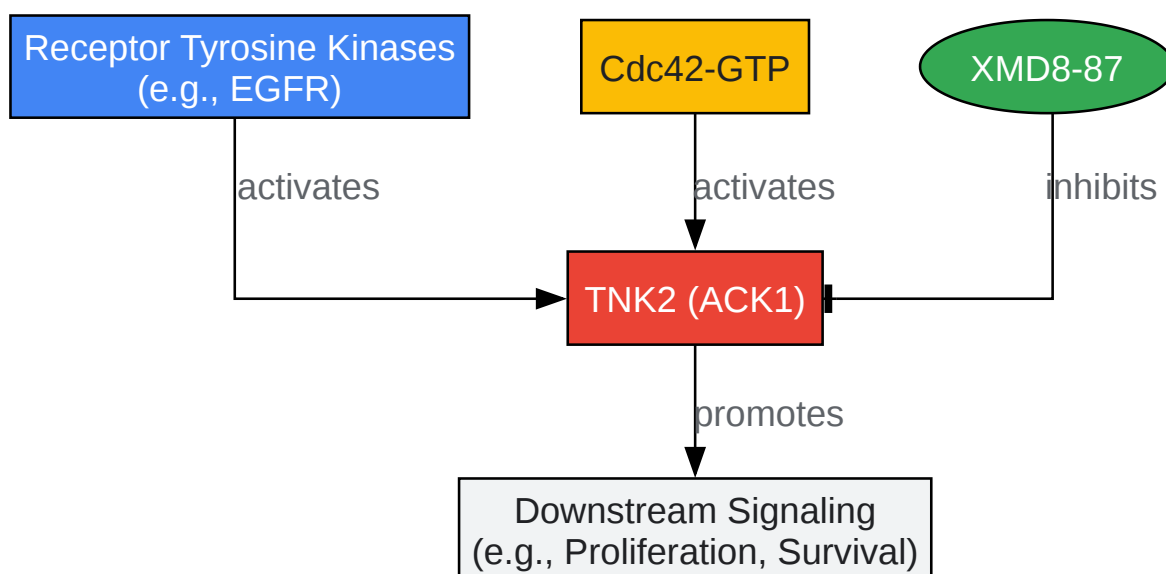 Receptor Tyrosine Kinases
(e.g., EGFR)
Cdc42-GTP
XMD8-87
activates
activates
inhibits
TNK2 (ACK1)
promotes
Downstream Signaling
(e.g., Proliferation, Survival)